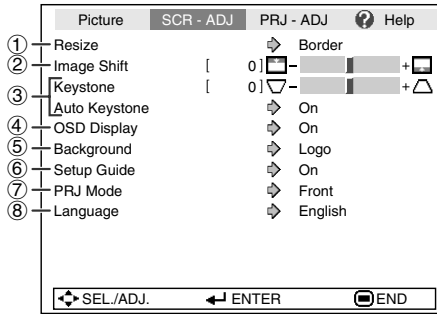 Picture SCR - ADJ PRJ - ADJ ? Help
① Resize Border
② Image Shift [ 0 ] - +
③ Keystone [ 0 ] - +
Auto Keystone On
④ OSD Display On
⑤ Background Logo
⑥ Setup Guide On
⑦ PRJ Mode Front
⑧ Language English
SEL./ADJ. ENTER END